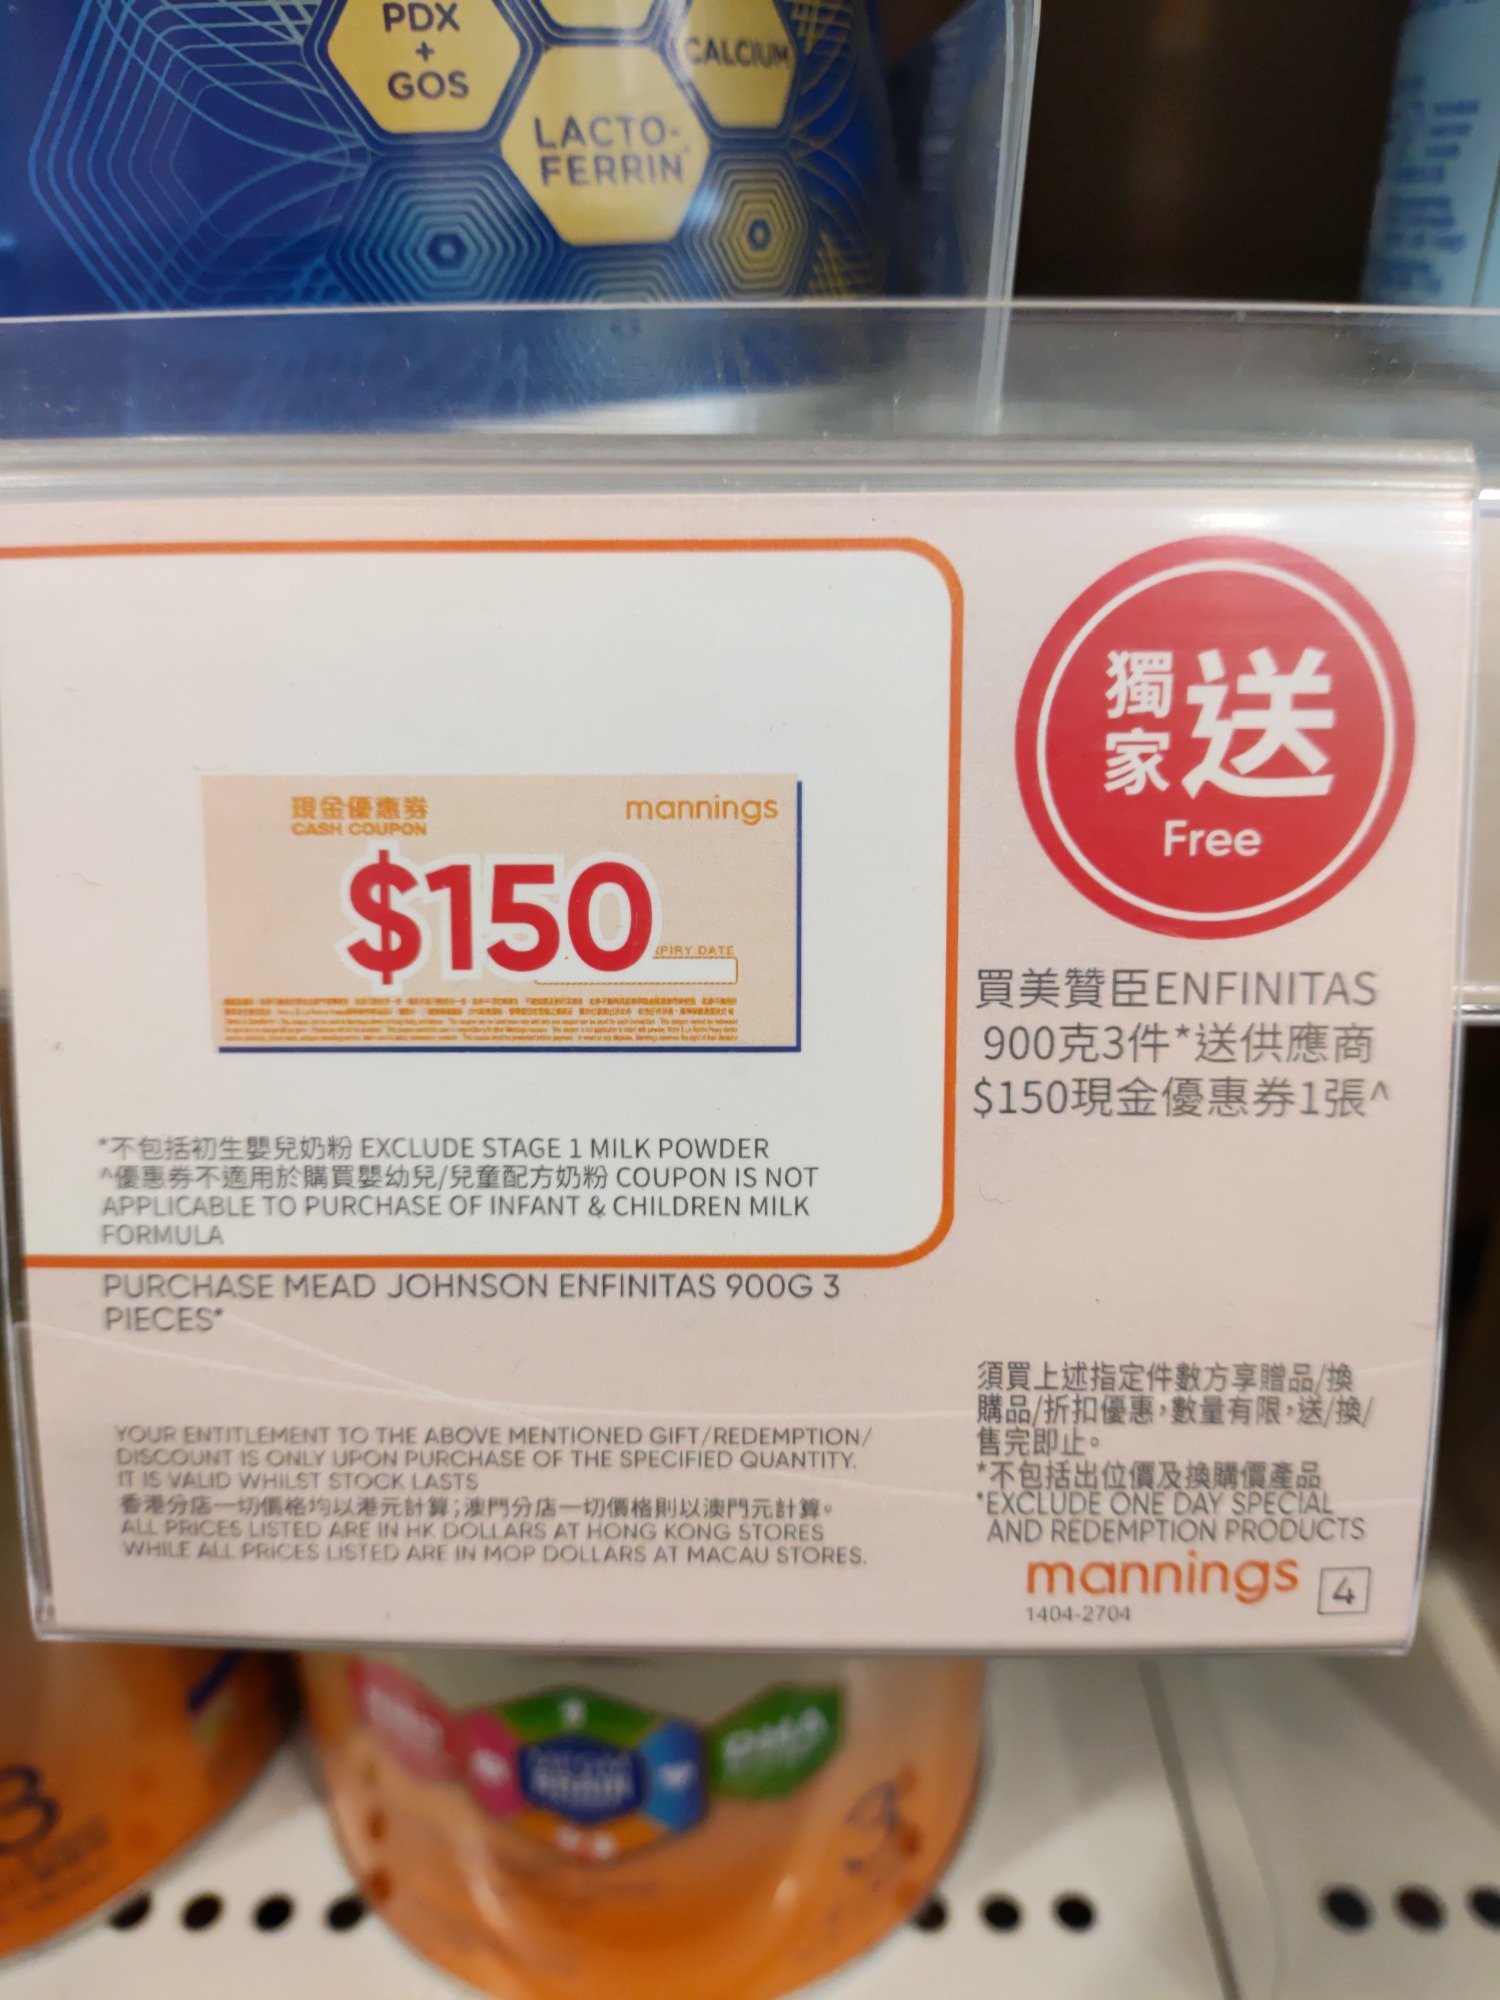 PDX
+
GOS
CALCIUM
LACTO-
FERRIN
獨家
送
Free
現金優惠券
CASH COUPON
mannings
$150
PIRY DATE
買美贊臣ENFINITAS
900克3件*送供應商
$150現金優惠券1張^
*不包括初生嬰兒奶粉 EXCLUDE STAGE 1 MILK POWDER
^優惠券不適用於購買嬰幼兒/兒童配方奶粉 COUPON IS NOT
APPLICABLE TO PURCHASE OF INFANT & CHILDREN MILK
FORMULA
PURCHASE MEAD JOHNSON ENFINITAS 900G 3
PIECES*
YOUR ENTITLEMENT TO THE ABOVE MENTIONED GIFT/REDEMPTION/
DISCOUNT IS ONLY UPON PURCHASE OF THE SPECIFIED QUANTITY.
IT IS VALID WHILST STOCK LASTS
香港分店一切價格均以港元計算;澳門分店一切價格則以澳門元計算。
ALL PRICES LISTED ARE IN HK DOLLARS AT HONG KONG STORES
WHILE ALL PRICES LISTED ARE IN MOP DOLLARS AT MACAU STORES.
須買上述指定件數方享贈品/換
購品/折扣優惠,數量有限,送/換/
售完即止。
*不包括出位價及換購價產品
*EXCLUDE ONE DAY SPECIAL
AND REDEMPTION PRODUCTS
mannings
4
1404-2704
3
DHA
3